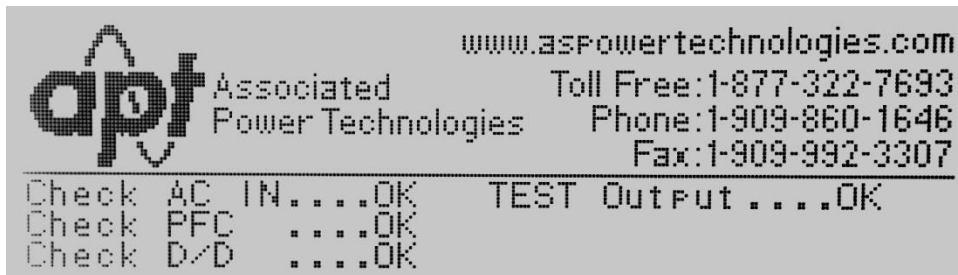 www.aspowertechnologies.com
apt Associated
Power Technologies
Toll Free:1-877-322-7693
Phone:1-909-860-1646
Fax:1-909-992-3307
Check AC IN....OK TEST Output....OK
Check PFC ....OK
Check D/D ....OK